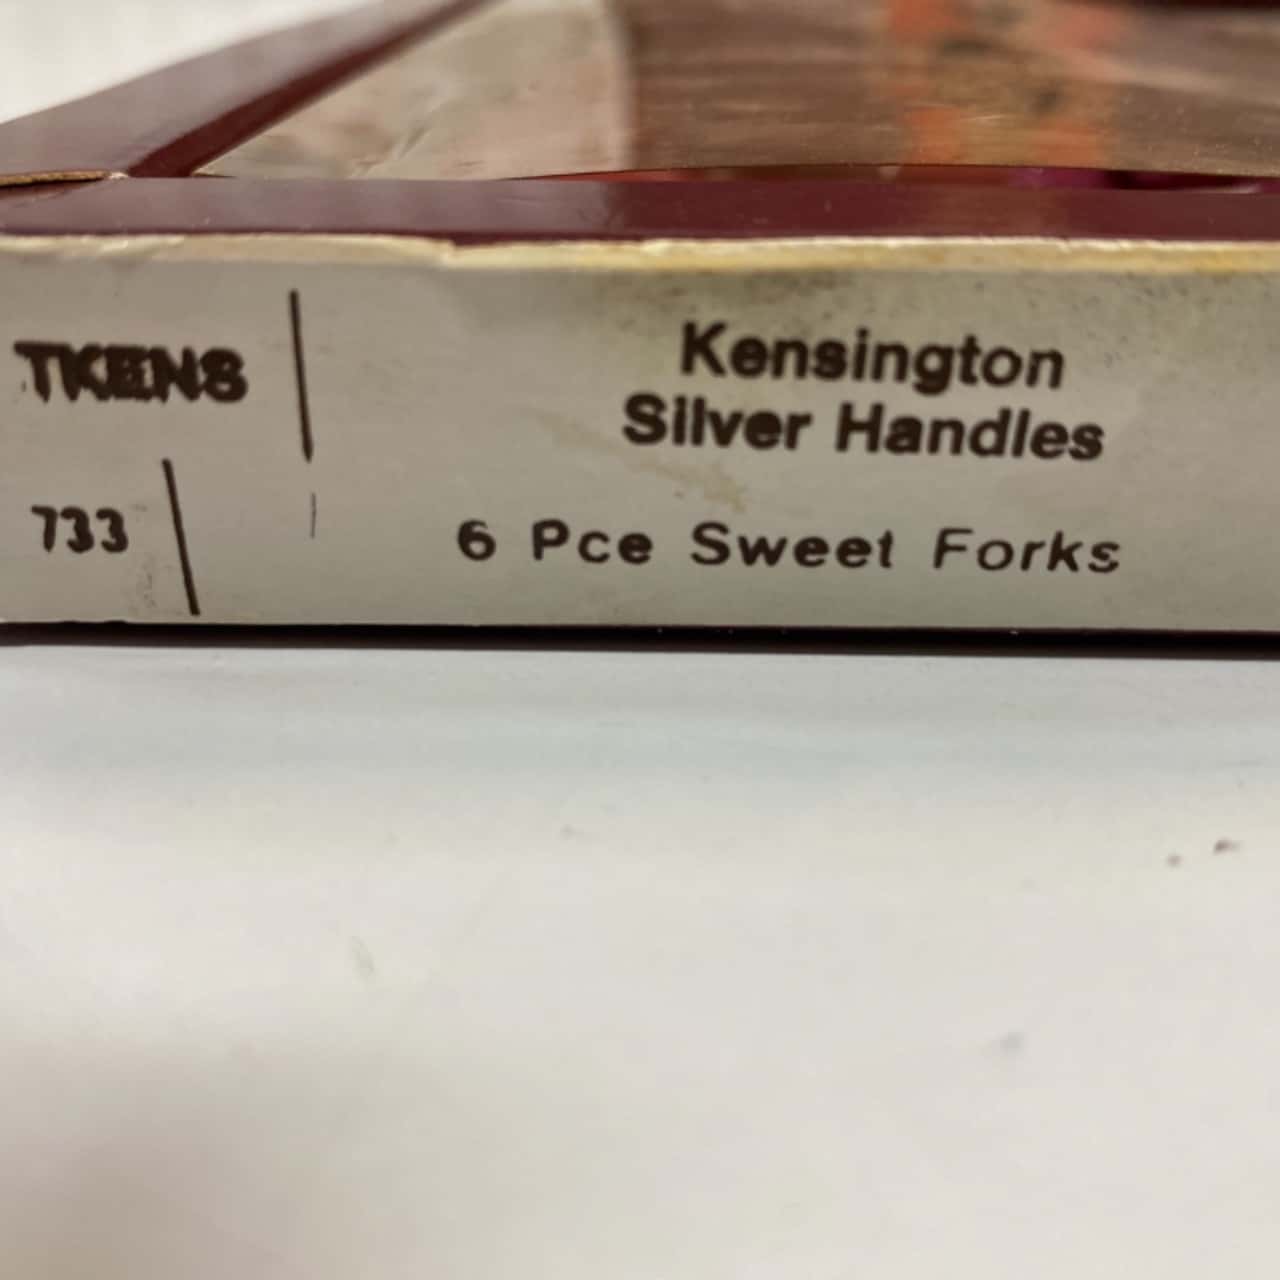 TKENS
Kensington
Silver Handles
733
6 Pce Sweet Forks